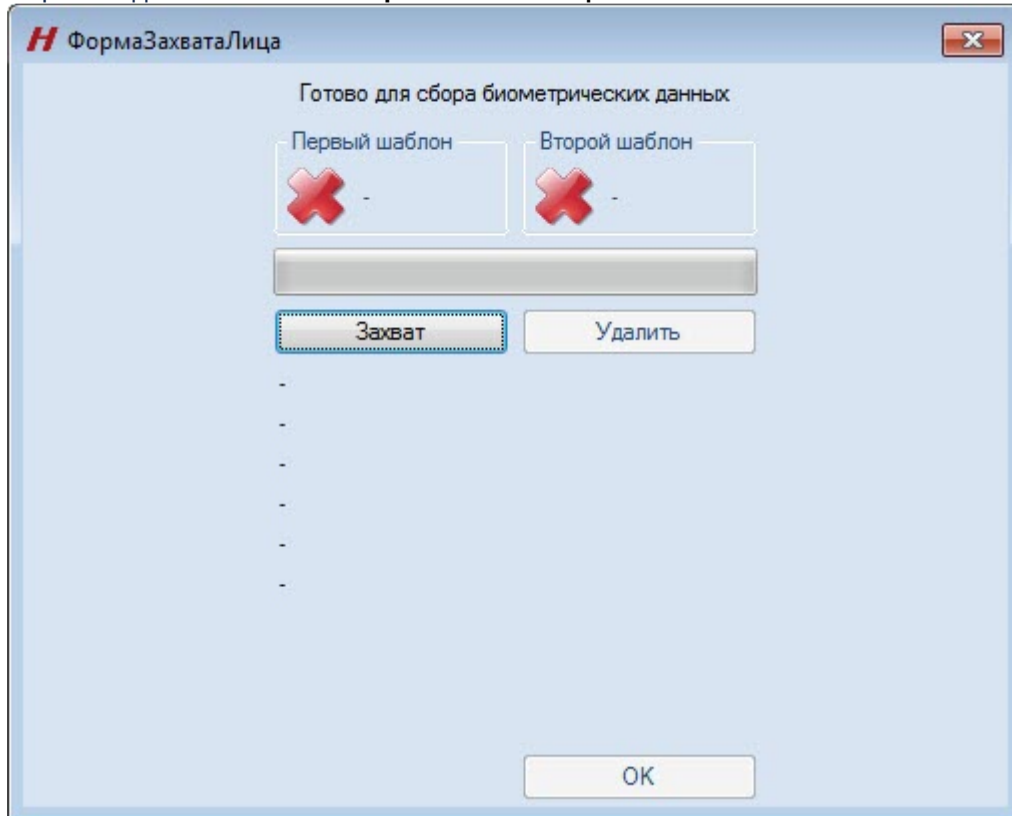 H ФормаЗахватаЛица
Готово для сбора биометрических данных
Первый шаблон Второй шаблон
- -
Захват Удалить
-
-
-
-
-
-
OK